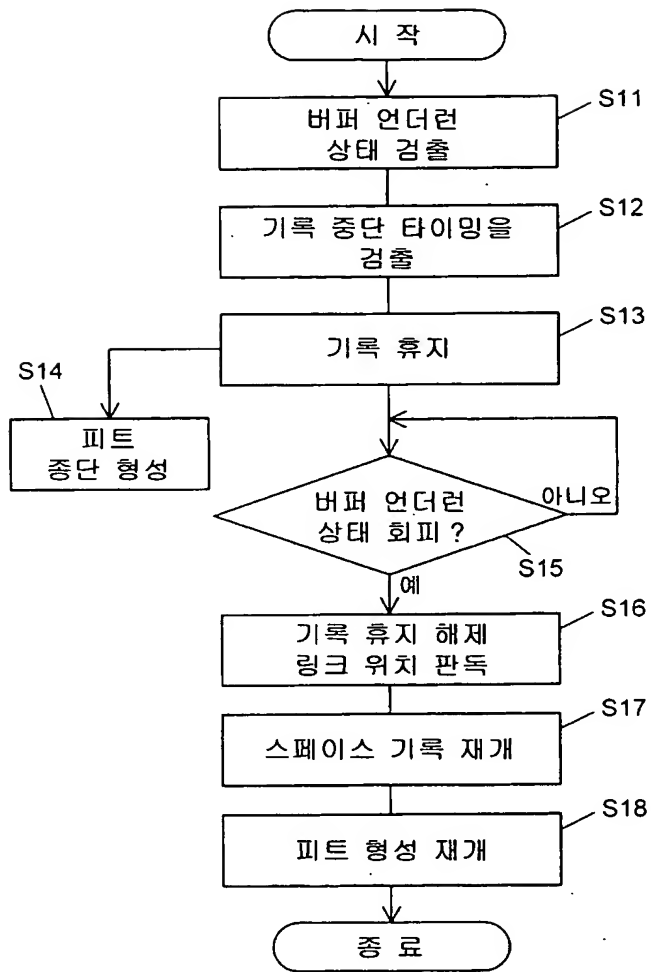 시 작
S11
버퍼 언더런
상태 검출
S12
기록 중단 타이밍을
검출
S13
기록 휴지
S14
피트
종단 형성
버퍼 언더런
상태 회피?
아니오
S15
예
S16
기록 휴지 해제
링크 위치 판독
S17
스페이스 기록 재개
S18
피트 형성 재개
종 료